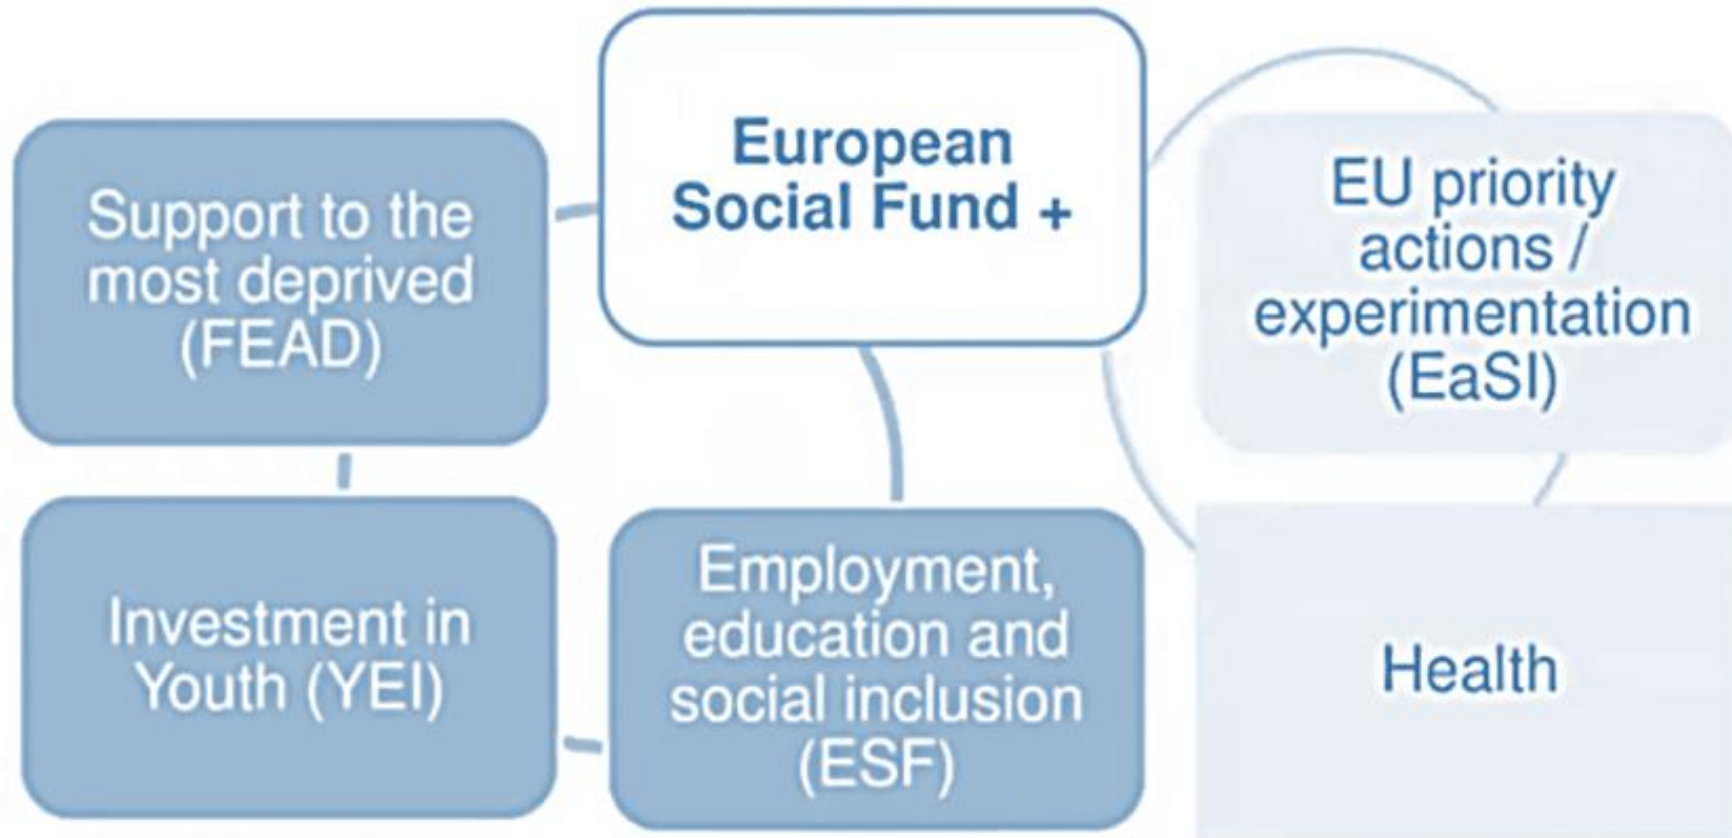 European
Social Fund +
Support to the
most deprived
(FEAD)
EU priority
actions /
experimentation
(EaSI)
Investment in
Youth (YEI)
Employment,
education and
social inclusion
(ESF)
Health